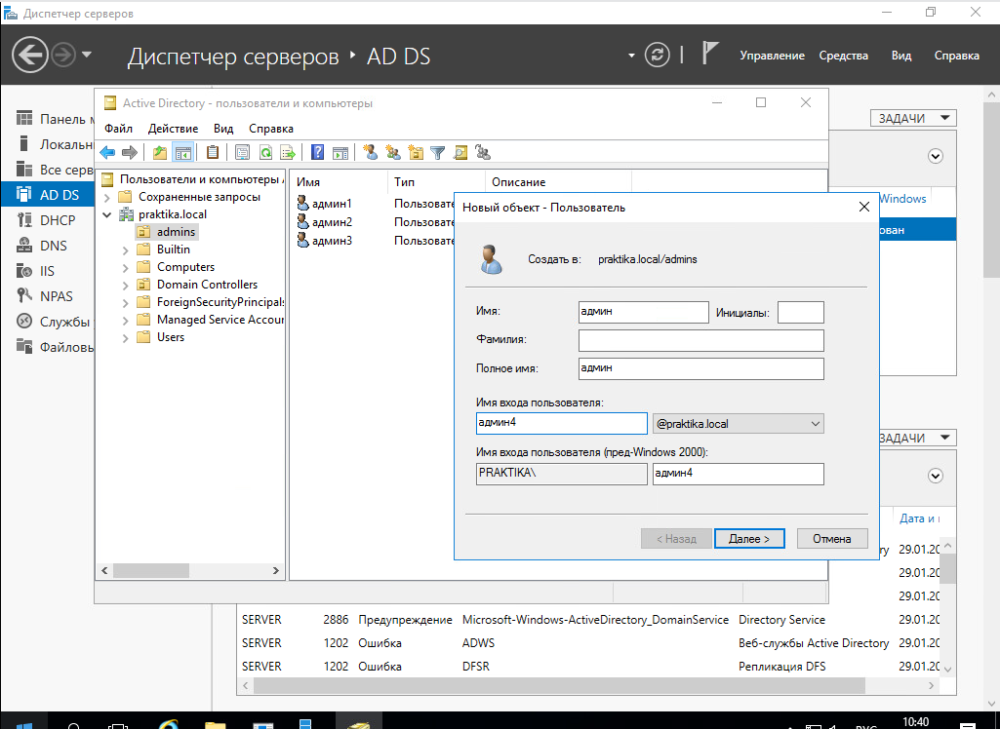 Диспетчер серверов
Диспетчер серверов ‣ AD DS
Управление Средства Вид Справка
Панель
Локальн
Все серв
AD DS
DHCP
DNS
IIS
NPAS
Службы
Файловы
ЗАДАЧИ
Windows
ован
ЗАДАЧИ
Дата и
Active Directory - пользователи и компьютеры
Файл Действие Вид Справка
Пользователи и компьютеры
Сохраненные запросы
praktika.local
admins
Builtin
Computers
Domain Controllers
ForeignSecurityPrincipals
Managed Service Accour
Users
Имя Тип Описание
админ1 Пользовате
админ2 Пользовате
админ3 Пользовате
Новый объект - Пользователь
Создать в: praktika.local/admins
Имя: админ Инициалы:
Фамилия:
Полное имя: админ
Имя входа пользователя:
админ4 @praktika.local
Имя входа пользователя (пред-Windows 2000):
PRAKTIKA\ админ4
< Назад Далее > Отмена
ry 29.01.20
29.01.20
29.01.20
SERVER 2886 Предупреждение Microsoft-Windows-ActiveDirectory_DomainService Directory Service 29.01.20
SERVER 1202 Ошибка ADWS Веб-службы Active Directory 29.01.20
SERVER 1202 Ошибка DFSR Репликация DFS 29.01.20
РУС 10:40